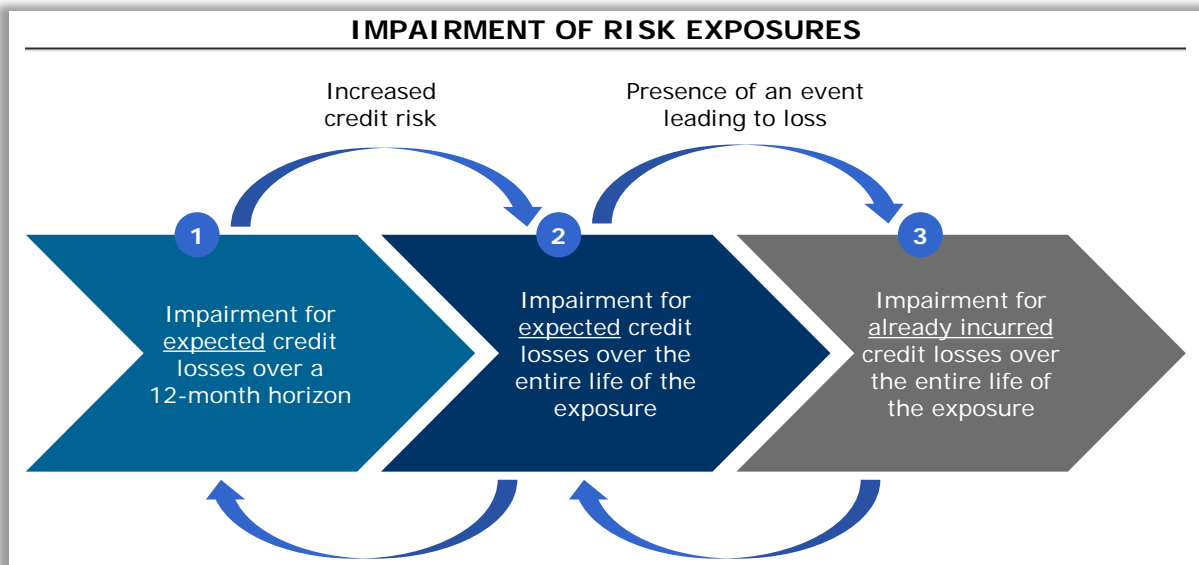 IMPAIRMENT OF RISK EXPOSURES
Increased
credit risk
Presence of an event
leading to loss
1
Impairment for
expected credit
losses over a
12-month horizon
2
Impairment for
expected credit
losses over the
entire life of the
exposure
3
Impairment for
already incurred
credit losses over
the entire life of
the exposure